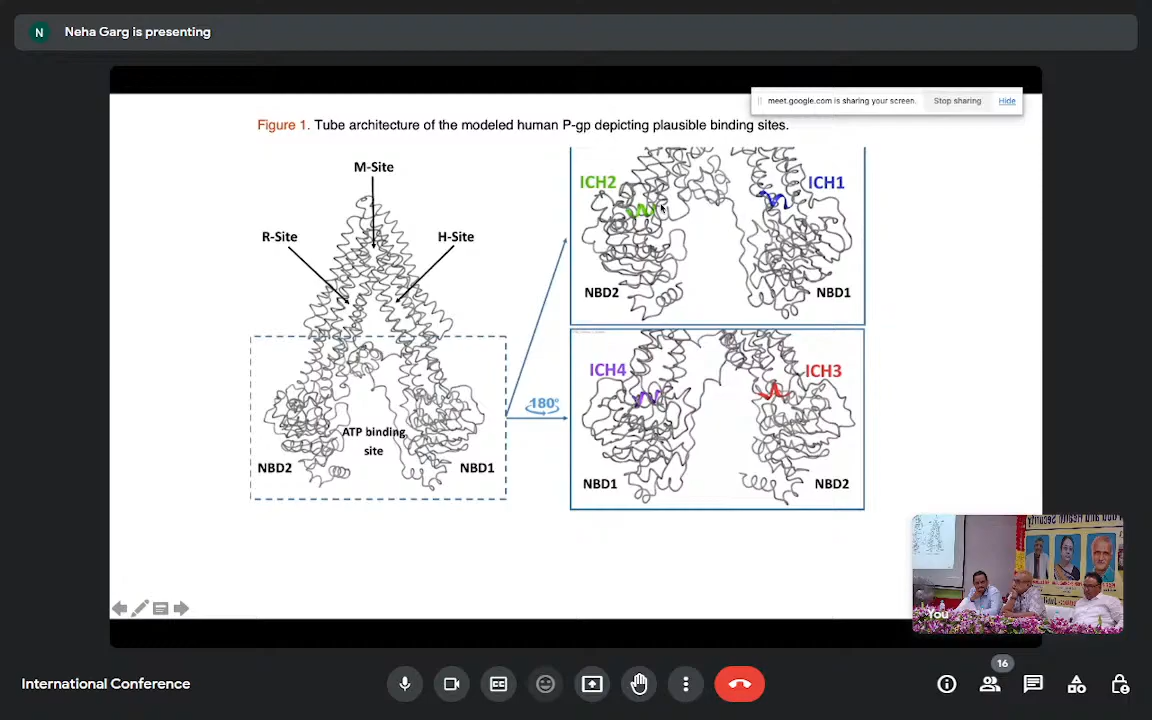 N Neha Garg is presenting
meet.google.com is sharing your screen. Stop sharing Hide
Figure 1. Tube architecture of the modeled human P-gp depicting plausible binding sites.
M-Site
R-Site
H-Site
ATP binding
site
NBD2
NBD1
180°
ICH2
ICH1
NBD2
NBD1
ICH4
ICH3
NBD1
NBD2
You
International Conference
16